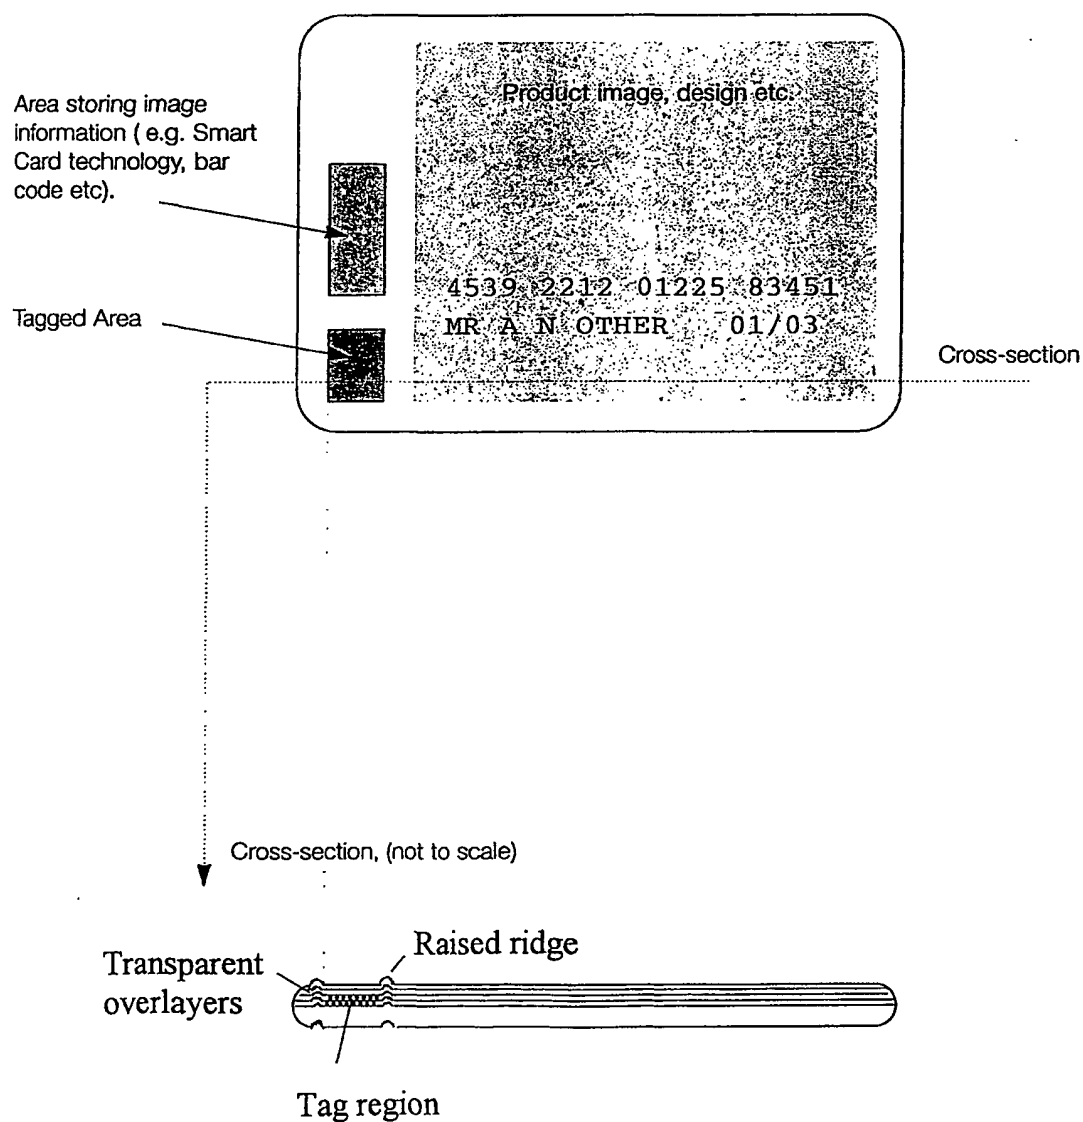 Product image, design etc.
Area storing image
information ( e.g. Smart
Card technology, bar
code etc).
4539 2212 01225 83451
Tagged Area
MR A N OTHER 01/03
Cross-section
Cross-section, (not to scale)
Raised ridge
Transparent
overlayers
Tag region